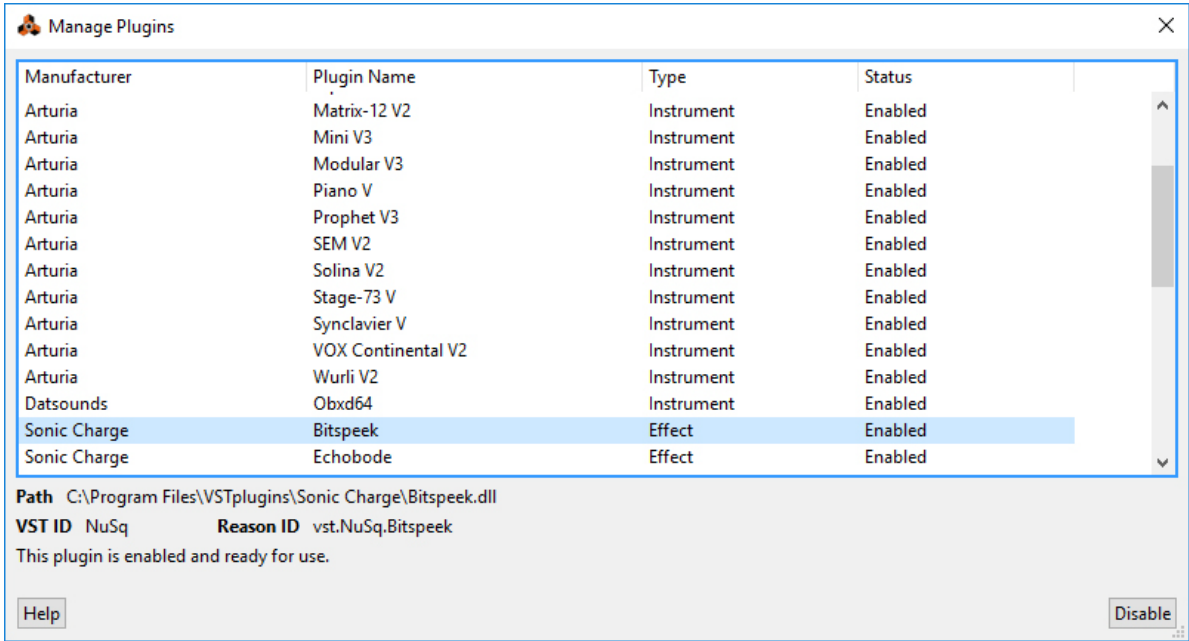 Manage Plugins
Manufacturer Plugin Name Type Status
Arturia Matrix-12 V2 Instrument Enabled
Arturia Mini V3 Instrument Enabled
Arturia Modular V3 Instrument Enabled
Arturia Piano V Instrument Enabled
Arturia Prophet V3 Instrument Enabled
Arturia SEM V2 Instrument Enabled
Arturia Solina V2 Instrument Enabled
Arturia Stage-73 V Instrument Enabled
Arturia Synclavier V Instrument Enabled
Arturia VOX Continental V2 Instrument Enabled
Arturia Wurli V2 Instrument Enabled
Datsounds Obxd64 Instrument Enabled
Sonic Charge Bitspeek Effect Enabled
Sonic Charge Echobode Effect Enabled
Path C:\Program Files\VSTplugins\Sonic Charge\Bitspeek.dll
VST ID NuSq Reason ID vst.NuSq.Bitspeek
This plugin is enabled and ready for use.
Help Disable